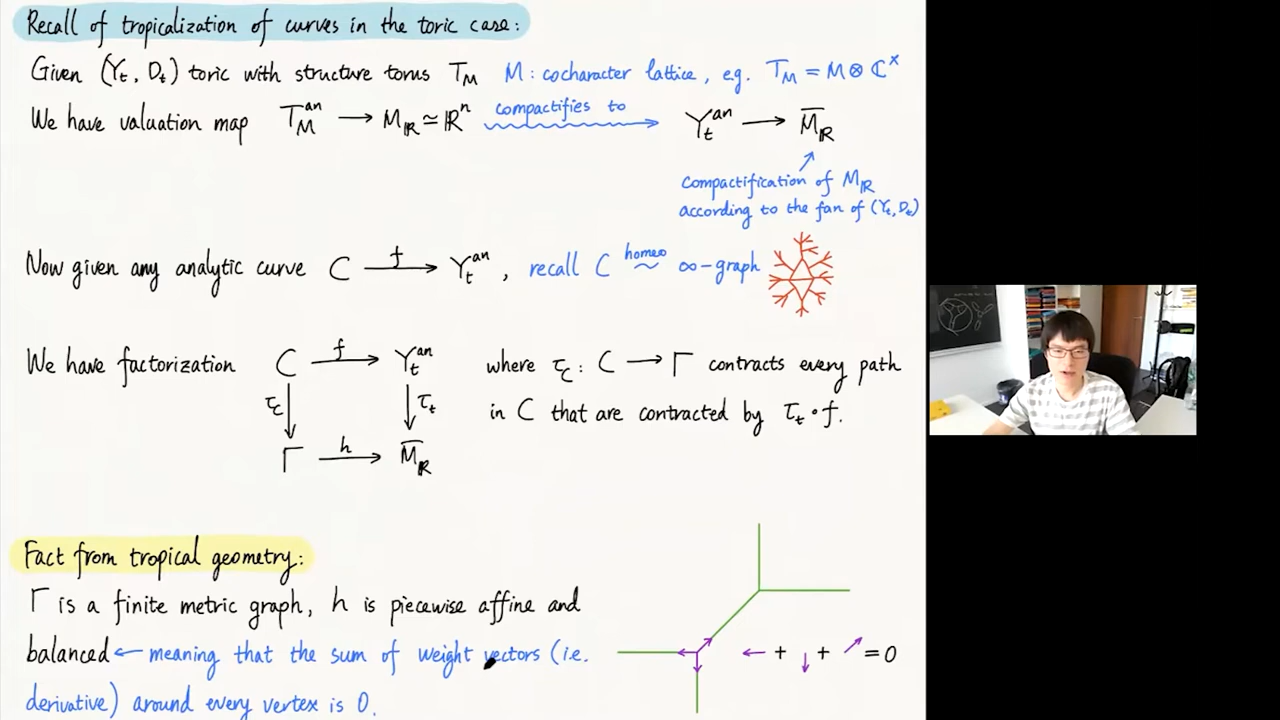 Recall of tropicalization of curves in the toric case:
Given (Y_t, D_t) toric with structure torus T_M M: cocharacter lattice, e.g. T_M = M ⊗ ℂ^×
We have valuation map T_M^an → M_ℝ ≃ ℝ^n compactifies to Y_t^an → M̅_ℝ
compactification of M_ℝ
according to the fan of (Y_t, D_t)
Now given any analytic curve C —f→ Y_t^an, recall C homeo ~ ∞-graph
We have factorization C —f→ Y_t^an where τ_C: C → Γ contracts every path
τ_C τ_t in C that are contracted by τ_t∘f.
Γ —h→ M̅_ℝ
Fact from tropical geometry:
Γ is a finite metric graph, h is piecewise affine and
balanced ← meaning that the sum of weight vectors (i.e.
derivative) around every vertex is 0.
← + ↓ + ↗ = 0